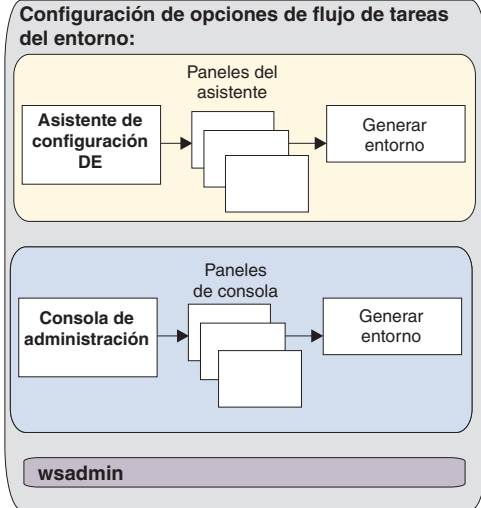 Configuración de opciones de flujo de tareas
del entorno:
Paneles del
asistente
Asistente de
configuración
DE
Generar
entorno
Paneles
de consola
Consola de
administración
Generar
entorno
wsadmin